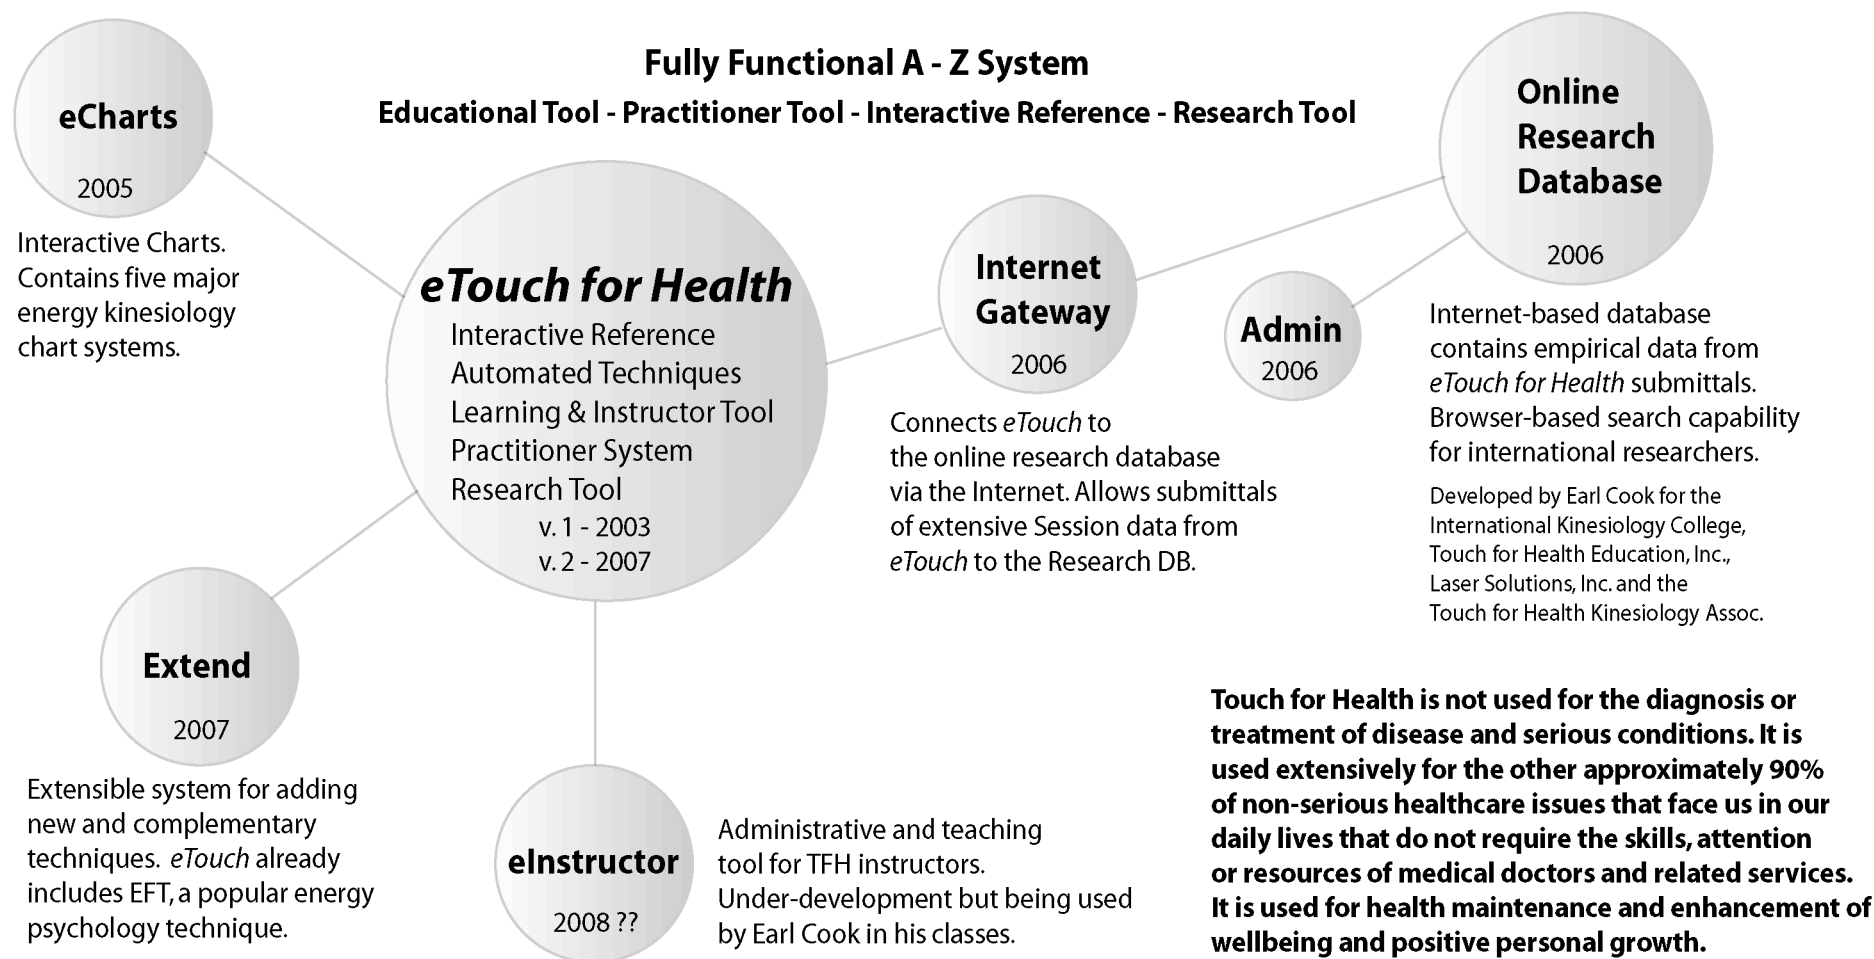 Fully Functional A - Z System
Educational Tool - Practitioner Tool - Interactive Reference - Research Tool
eCharts
2005
Interactive Charts.
Contains five major
energy kinesiology
chart systems.
eTouch for Health
Interactive Reference
Automated Techniques
Learning & Instructor Tool
Practitioner System
Research Tool
v. 1 - 2003
v. 2 - 2007
Internet
Gateway
2006
Connects eTouch to
the online research database
via the Internet. Allows submittals
of extensive Session data from
eTouch to the Research DB.
Admin
2006
Online
Research
Database
2006
Internet-based database
contains empirical data from
eTouch for Health submittals.
Browser-based search capability
for international researchers.
Developed by Earl Cook for the
International Kinesiology College,
Touch for Health Education, Inc.,
Laser Solutions, Inc. and the
Touch for Health Kinesiology Assoc.
Extend
2007
Extensible system for adding
new and complementary
techniques. eTouch already
includes EFT, a popular energy
psychology technique.
eInstructor
2008 ??
Administrative and teaching
tool for TFH instructors.
Under-development but being used
by Earl Cook in his classes.
Touch for Health is not used for the diagnosis or
treatment of disease and serious conditions. It is
used extensively for the other approximately 90%
of non-serious healthcare issues that face us in our
daily lives that do not require the skills, attention
or resources of medical doctors and related services.
It is used for health maintenance and enhancement of
wellbeing and positive personal growth.